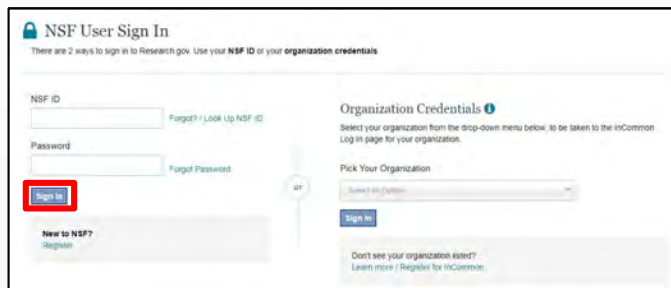 NSF User Sign In
There are 2 ways to sign in to Research.gov. Use your NSF ID or your organization credentials
NSF ID
Forgot? / Look Up NSF ID
Password
Forgot Password
Sign In
New to NSF?
Register
or
Organization Credentials
Select your organization from the drop-down menu below, to be taken to the InCommon
Log In page for your organization.
Pick Your Organization
Select an Option
Sign In
Don't see your organization listed?
Learn more / Register for InCommon